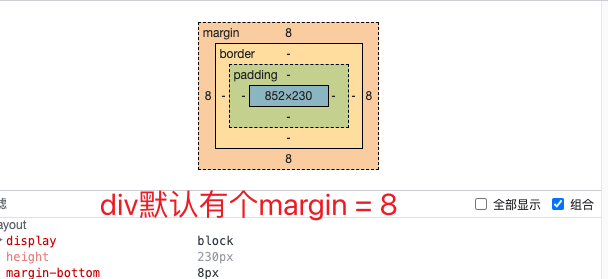 margin 8
border -
padding -
8 - - 852×230 - - 8
-
-
8
div默认有个margin = 8
滤 全部显示 组合
ayout
display block
height 230px
margin-bottom 8px